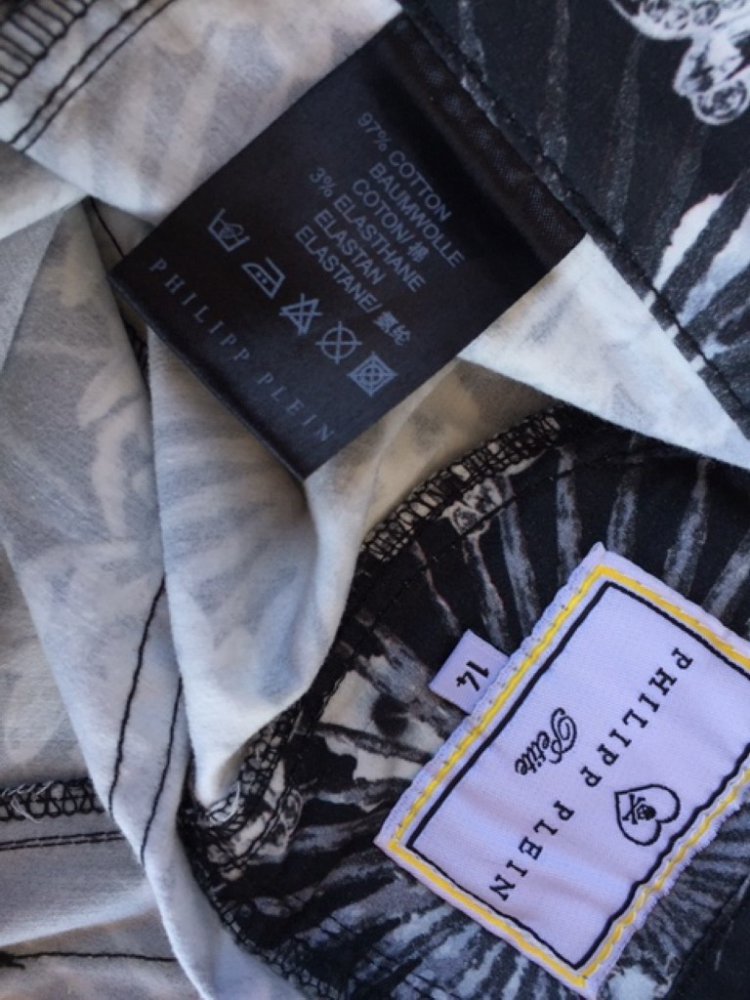 97% COTTON
BAUMWOLLE
COTON/ 棉
3% ELASTHANE
ELASTAN
ELASTANE/ 氨纶
PHILIPP PLEIN
14
PHILIPP PLEIN
Petite